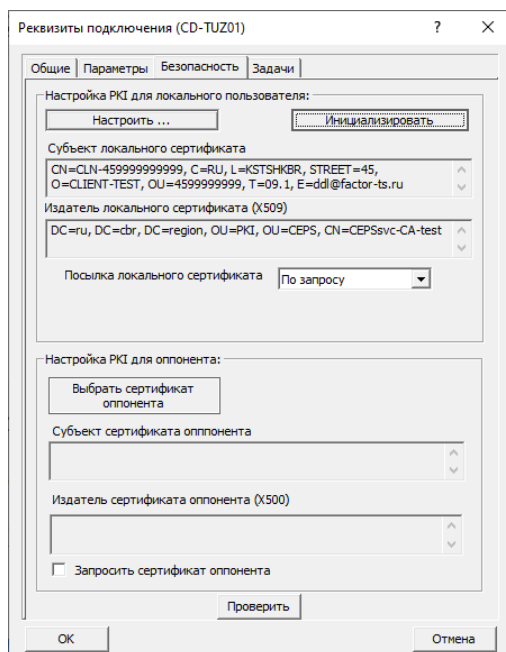 Реквизиты подключения (CD-TUZ01) ? ×
Общие Параметры Безопасность Задачи
Настройка PKI для локального пользователя:
Настроить ... Инициализировать
Субъект локального сертификата
CN=CLN-459999999999, C=RU, L=KSTSHKBR, STREET=45,
O=CLIENT-TEST, OU=4599999999, T=09.1, E=ddl@factor-ts.ru
Издатель локального сертификата (X509)
DC=ru, DC=cbr, DC=region, OU=PKI, OU=CEPS, CN=CEPSsvc-CA-test
Посылка локального сертификата По запросу
Настройка PKI для оппонента:
Выбрать сертификат
оппонента
Субъект сертификата опппонента
Издатель сертификата оппонента (X500)
Запросить сертификат оппонента
Проверить
OK Отмена